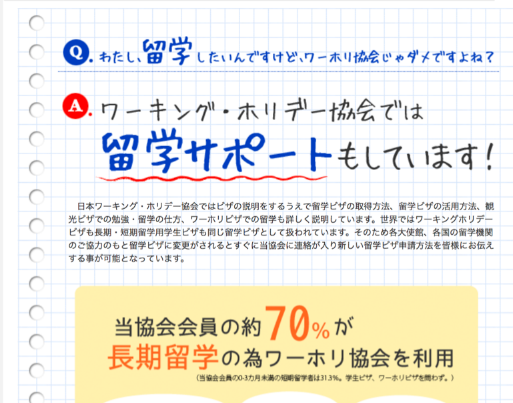 Q. わたし、留学したいんですけど、ワーホリ協会じゃダメですよね？
A. ワーキング・ホリデー協会では
留学サポートもしています！
日本ワーキング・ホリデー協会ではビザの説明をするうえで留学ビザの取得方法、留学ビザの活用方法、観
光ビザでの勉強・留学の仕方、ワーホリビザでの留学も詳しく説明しています。世界ではワーキングホリデー
ビザも長期・短期留学用学生ビザも同じ留学ビザとして扱われています。そのため各大使館、各国の留学機関
のご協力のもと留学ビザに変更がされるとすぐに当協会に連絡が入り新しい留学ビザ申請方法を皆様にお伝え
する事が可能となっています。
当協会会員の約70%が
長期留学の為ワーホリ協会を利用
（当協会会員の0-3カ月未満の短期留学者は31.3%。学生ビザ、ワーホリビザを問わず。）